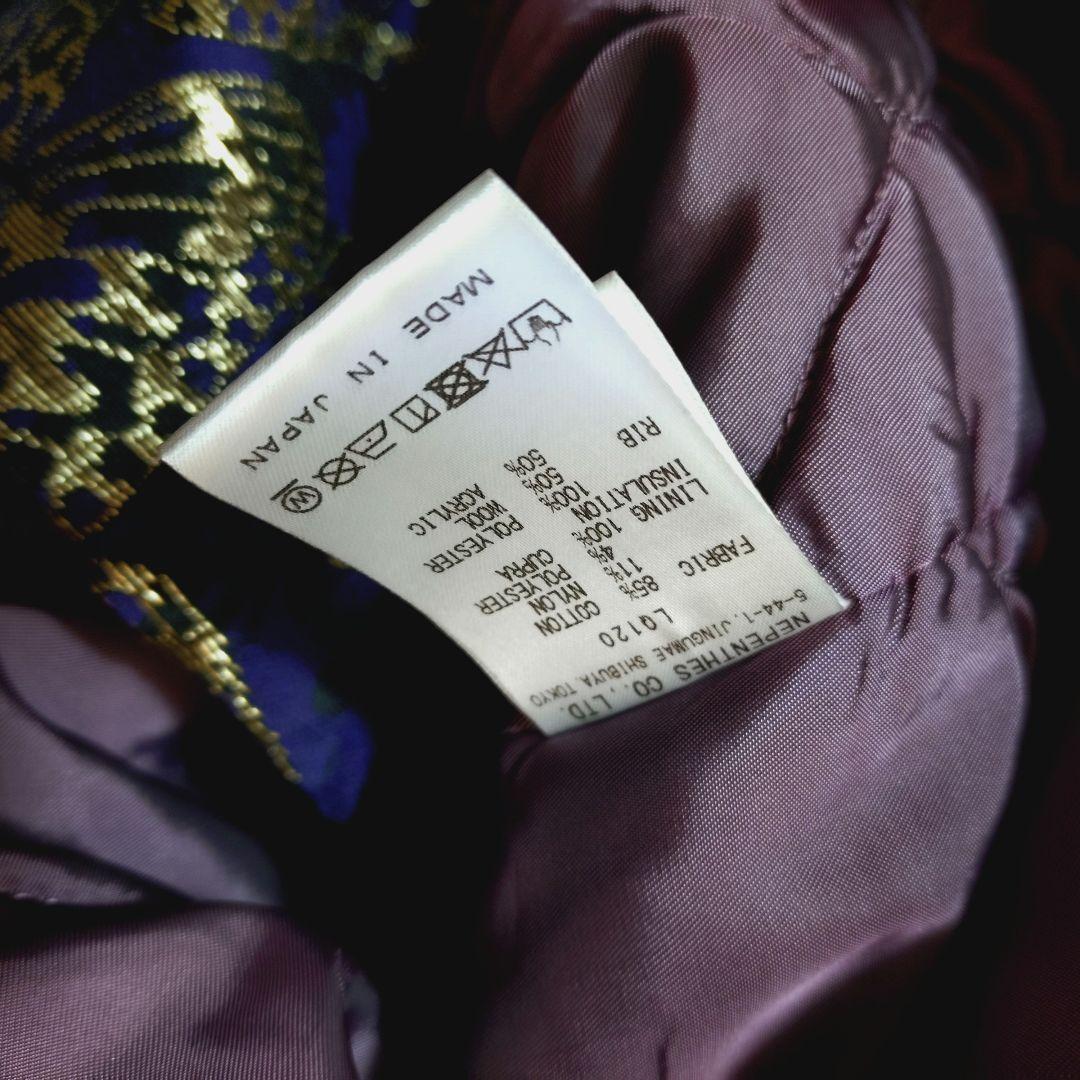 NEPENTHES CO., LTD.
5-44-1, JINGUMAE SHIBUYA, TOKYO
LQ120
FABRIC 85% COTTON
11% NYLON
4% POLYESTER
LINING 100% CUPRA
INSULATION 100% POLYESTER
RIB 50% WOOL
50% ACRYLIC
W
MADE IN JAPAN